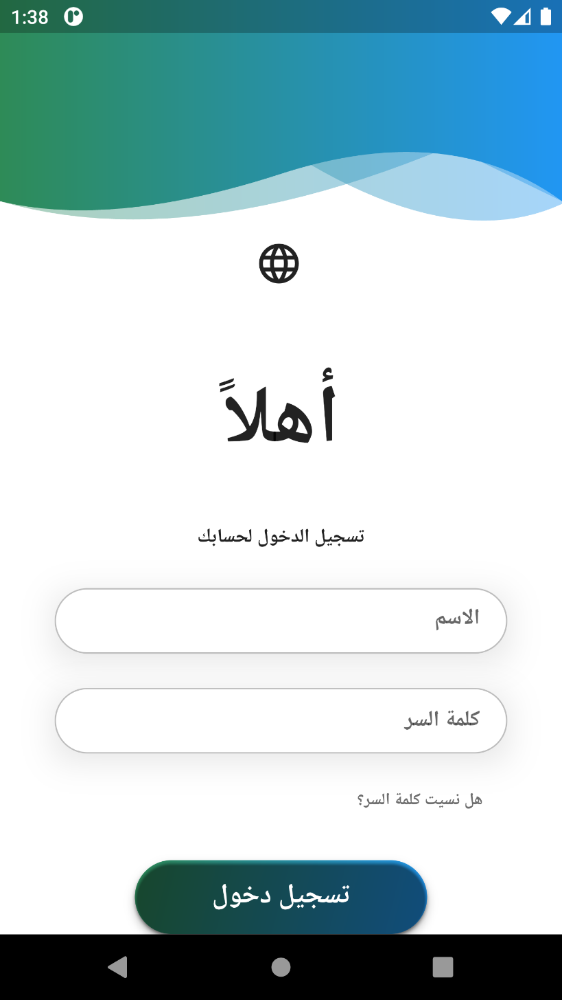 1:38
أهلاً
تسجيل الدخول لحسابك
الاسم
كلمة السر
هل نسيت كلمة السر؟
تسجيل دخول